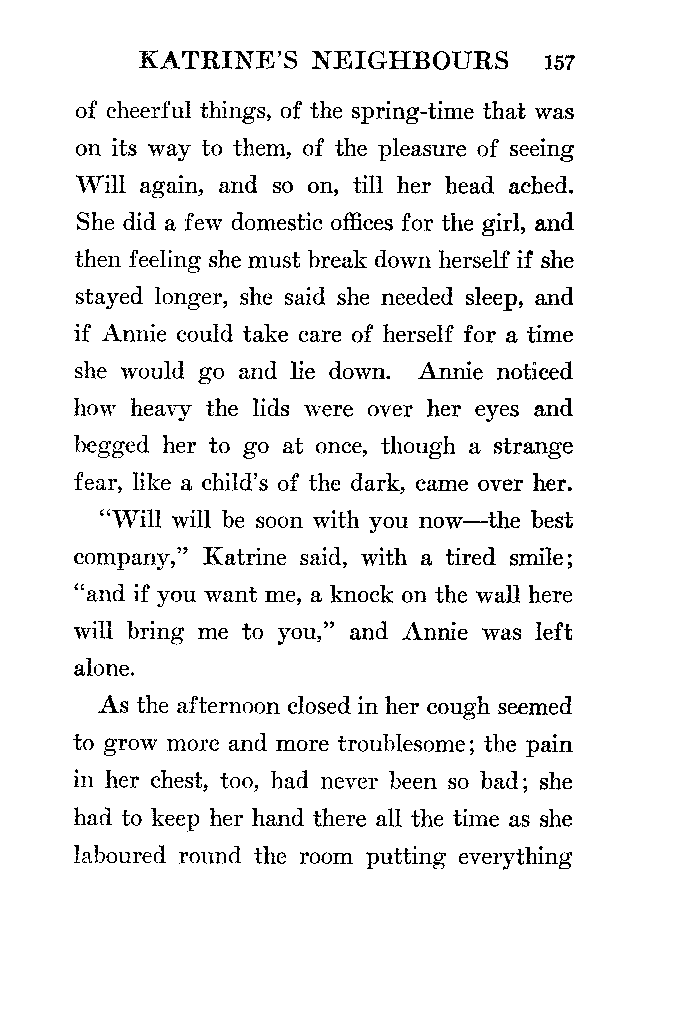 KATRINE'S NEIGHBOURS 157
of cheerful things, of the spring-time that was
on its way to them, of the pleasure of seeing
Will again, and so on, till her head ached.
She did a few domestic offices for the girl, and
then feeling she must break down herself if she
stayed longer, she said she needed sleep, and
if Annie could take care of herself for a time
she would go and lie down. Annie noticed
how heavy the lids were over her eyes and
begged her to go at once, though a strange
fear, like a child's of the dark, came over her.
"Will will be soon with you now—the best
company," Katrine said, with a tired smile;
"and if you want me, a knock on the wall here
will bring me to you," and Annie was left
alone.
As the afternoon closed in her cough seemed
to grow more and more troublesome; the pain
in her chest, too, had never been so bad; she
had to keep her hand there all the time as she
laboured round the room putting everything